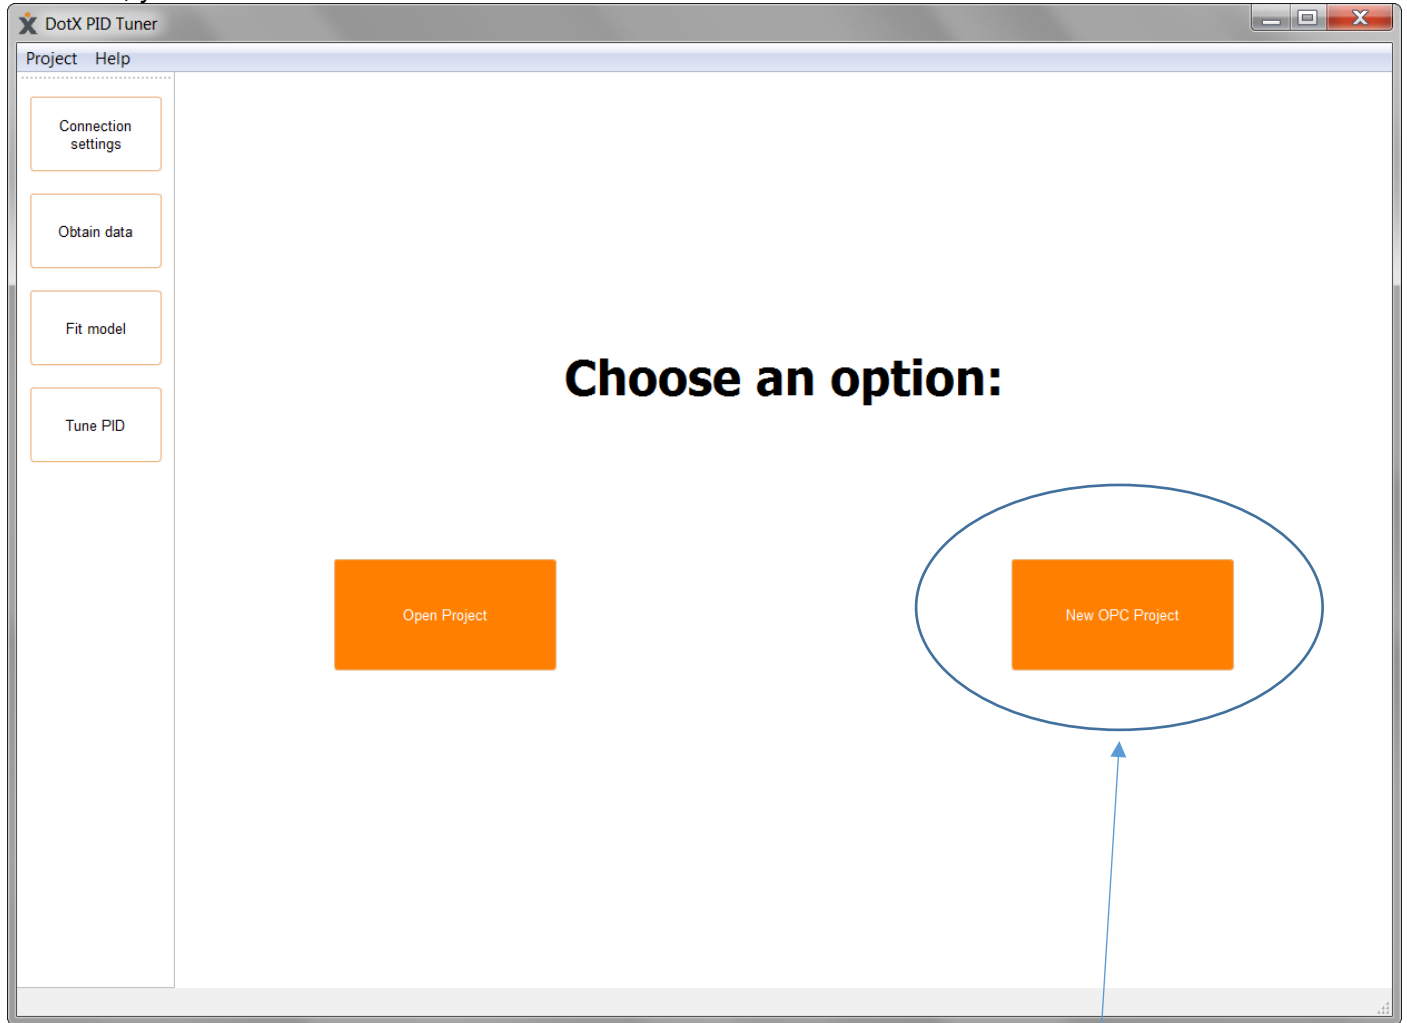 DotX PID Tuner
Project Help
Connection
settings
Obtain data
Fit model
Tune PID
Choose an option:
Open Project
New OPC Project